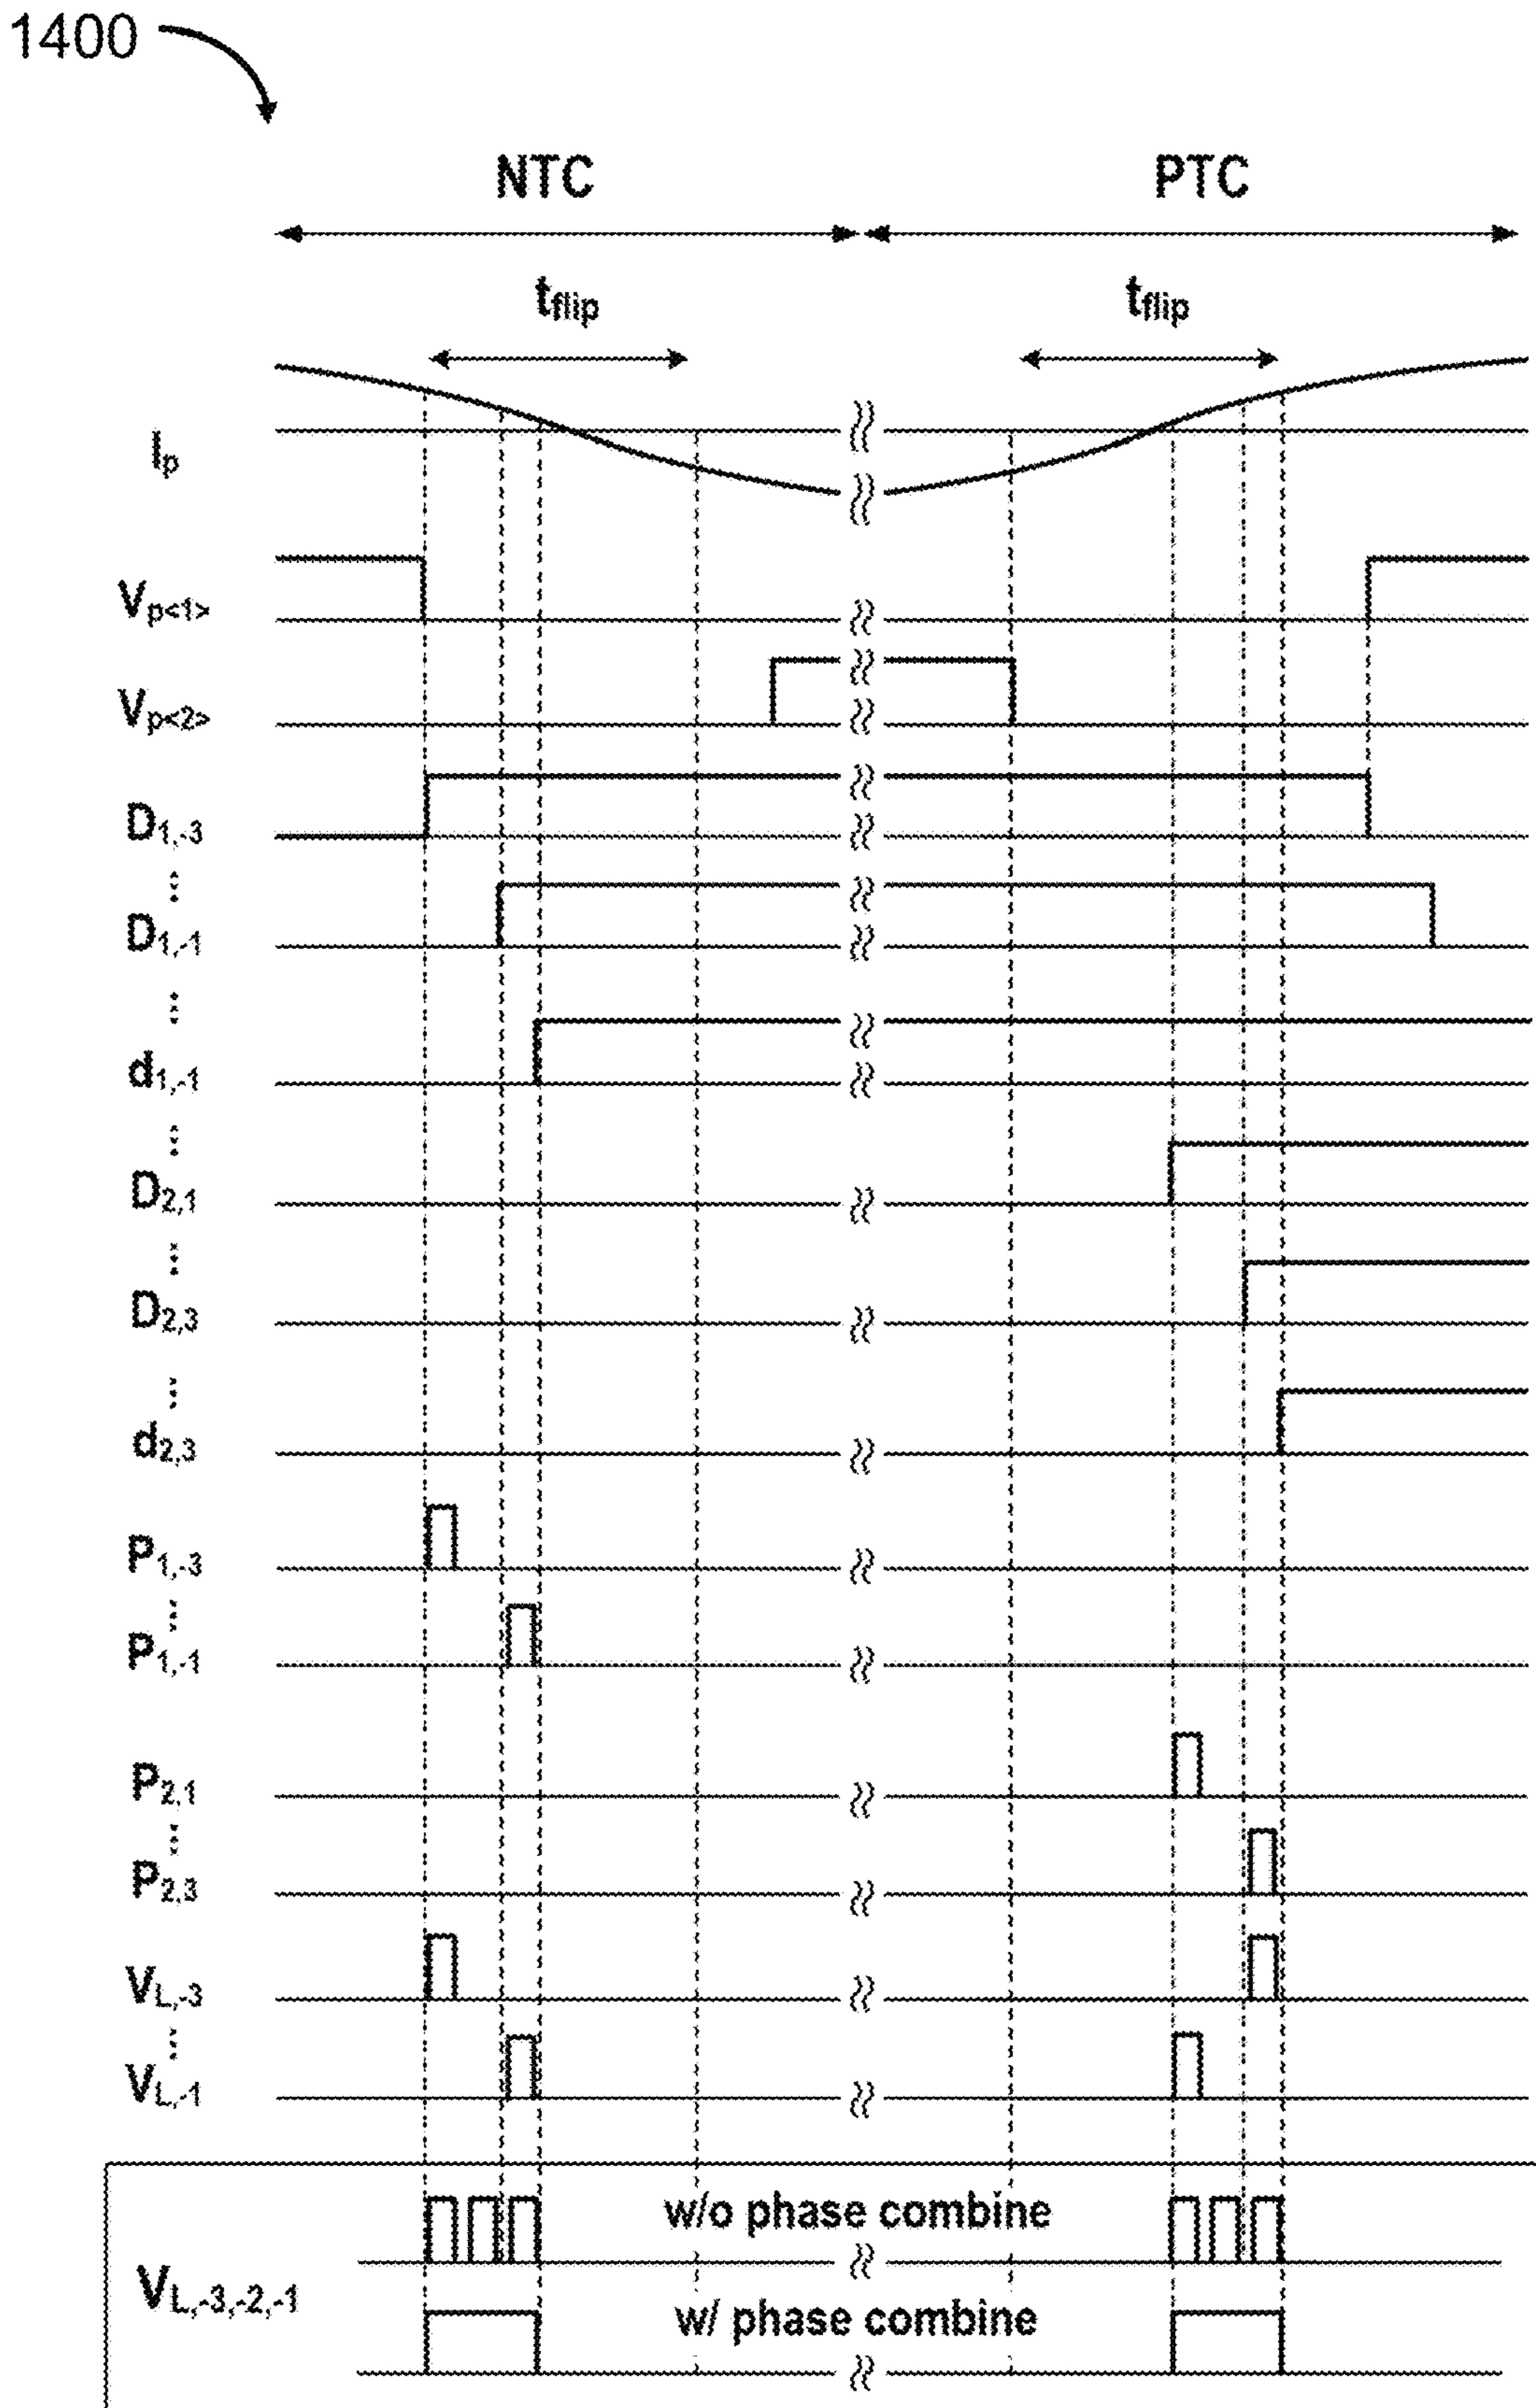 1400
NTC PTC
tflip tflip
Ip
Vp<1>
Vp<2>
D1,-3
⋮
D1,-1
⋮
d1,-1
⋮
D2,1
⋮
D2,3
⋮
d2,3
P1,-3
⋮
P1,-1
P2,1
⋮
P2,3
VL,-3
⋮
VL,-1
w/o phase combine
VL,-3,-2,-1
w/ phase combine